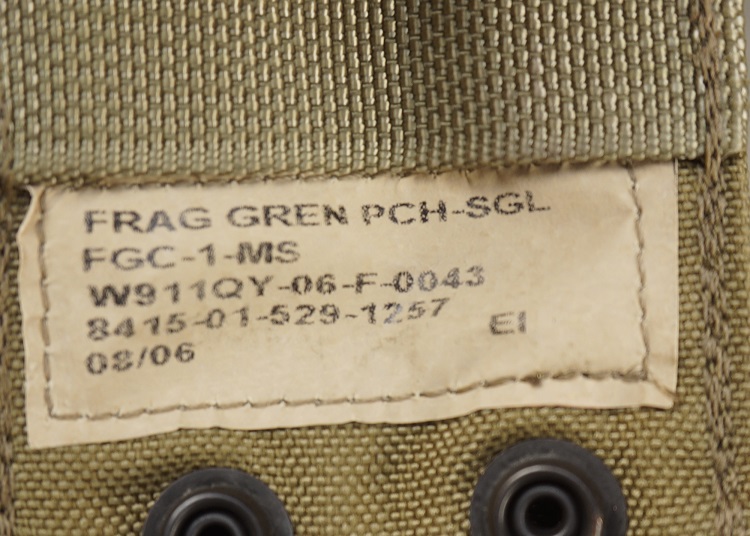 FRAG GREN PCH-SGL
FGC-1-MS
W911QY-06-F-0043
8415-01-529-1257
EI
08/06